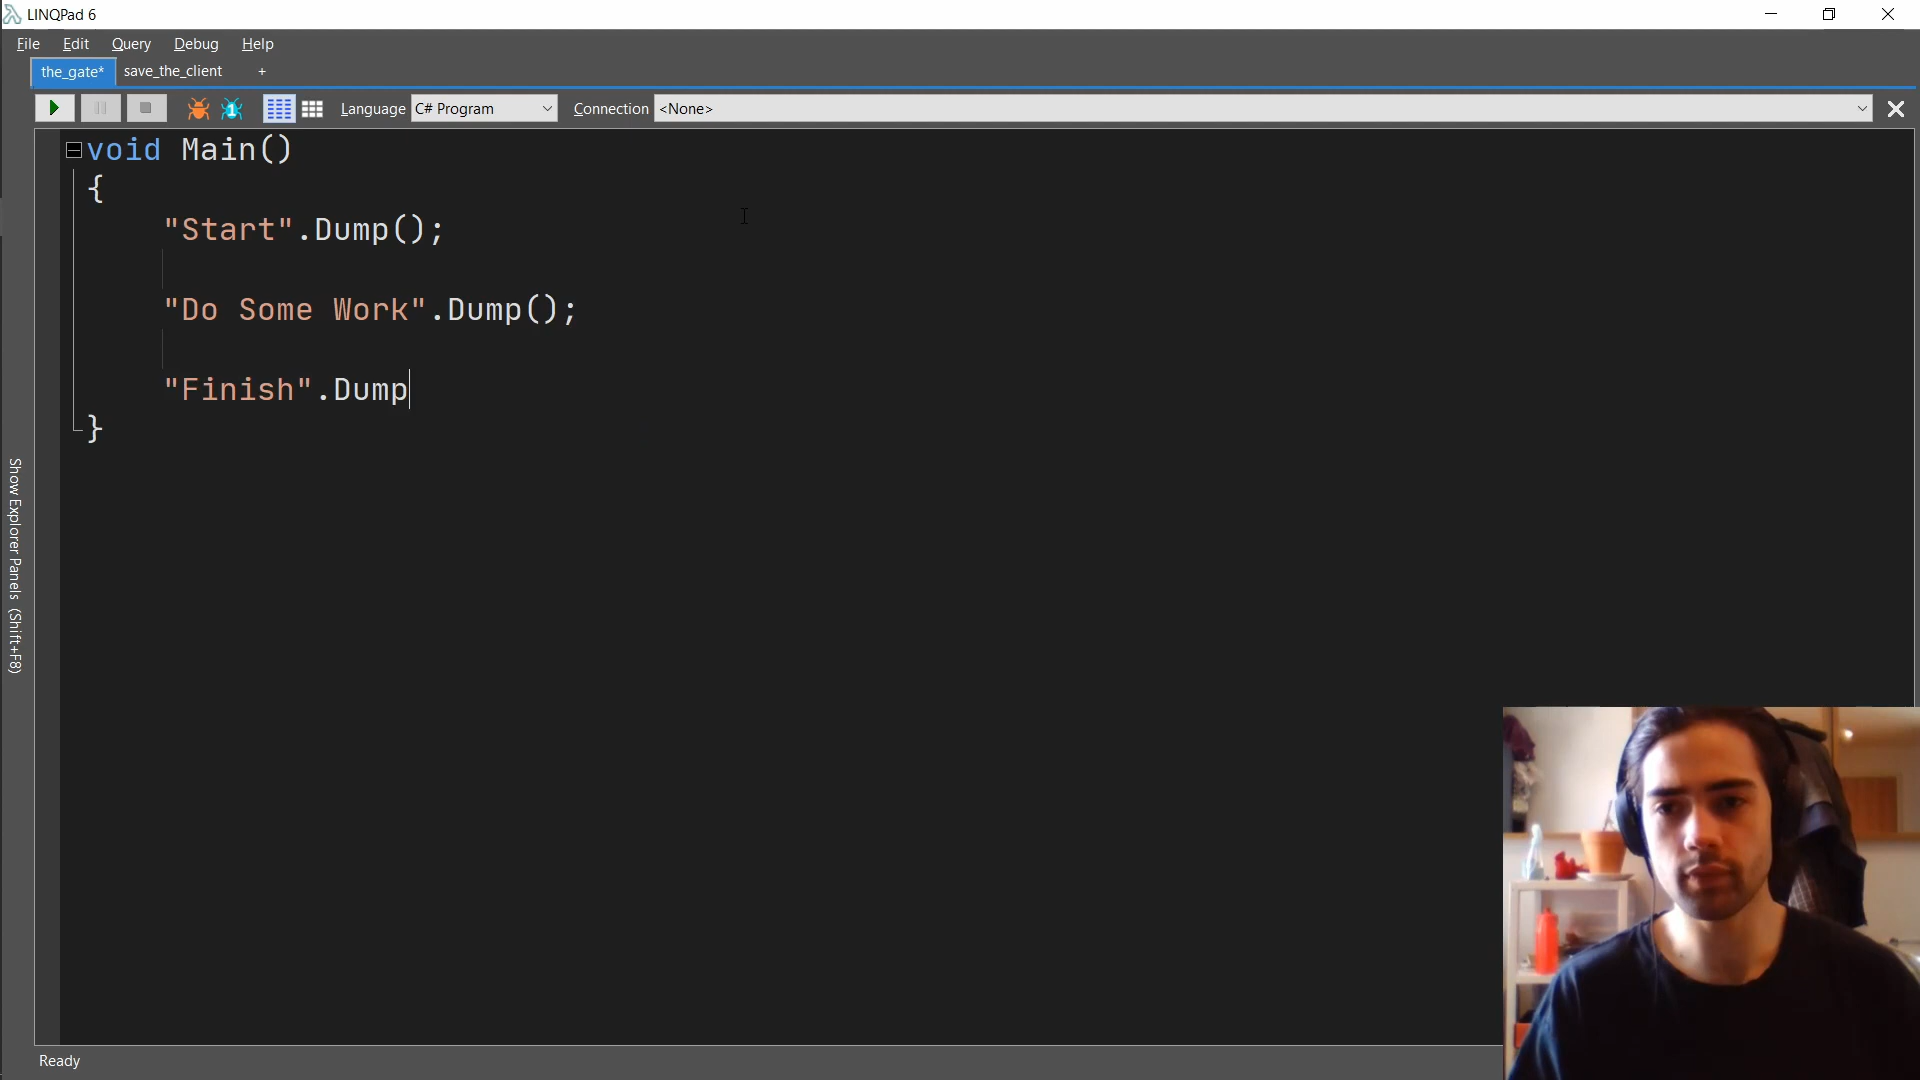 LINQPad 6
File Edit Query Debug Help
the_gate* save_the_client +
1 Language C# Program Connection <None>
void Main()
{
"Start".Dump();
"Do Some Work".Dump();
"Finish".Dump
}
Show Explorer Panels (Shift+F8)
Ready